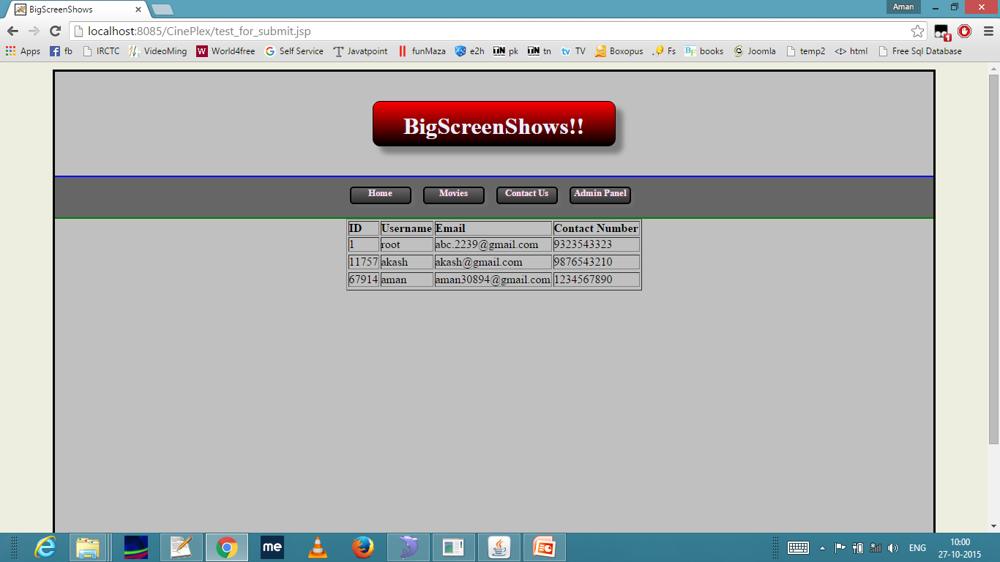 BigScreenShows
Aman
localhost:8085/CinePlex/test_for_submit.jsp
1
Apps fb IRCTC VideoMing World4free Self Service Javatpoint funMaza e2h pk tn TV Boxopus Fs books Joomla temp2 html Free Sql Database
BigScreenShows!!
Home Movies Contact Us Admin Panel
ID Username Email Contact Number
1 root abc.2239@gmail.com 9323543323
11757 akash akash@gmail.com 9876543210
67914 aman aman30894@gmail.com 1234567890
me
ENG
10:00
27-10-2015